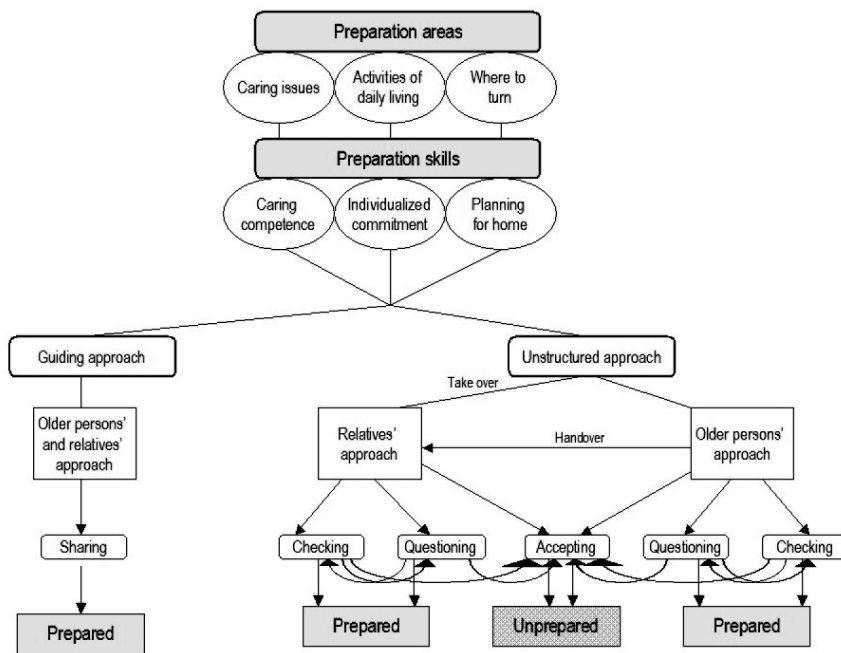 Preparation areas
Caring issues
Activities of
daily living
Where to
turn
Preparation skills
Caring
competence
Individualized
commitment
Planning
for home
Guiding approach
Unstructured approach
Take over
Older persons'
and relatives'
approach
Relatives'
approach
Handover
Older persons'
approach
Sharing
Checking
Questioning
Accepting
Questioning
Checking
Prepared
Prepared
Unprepared
Prepared